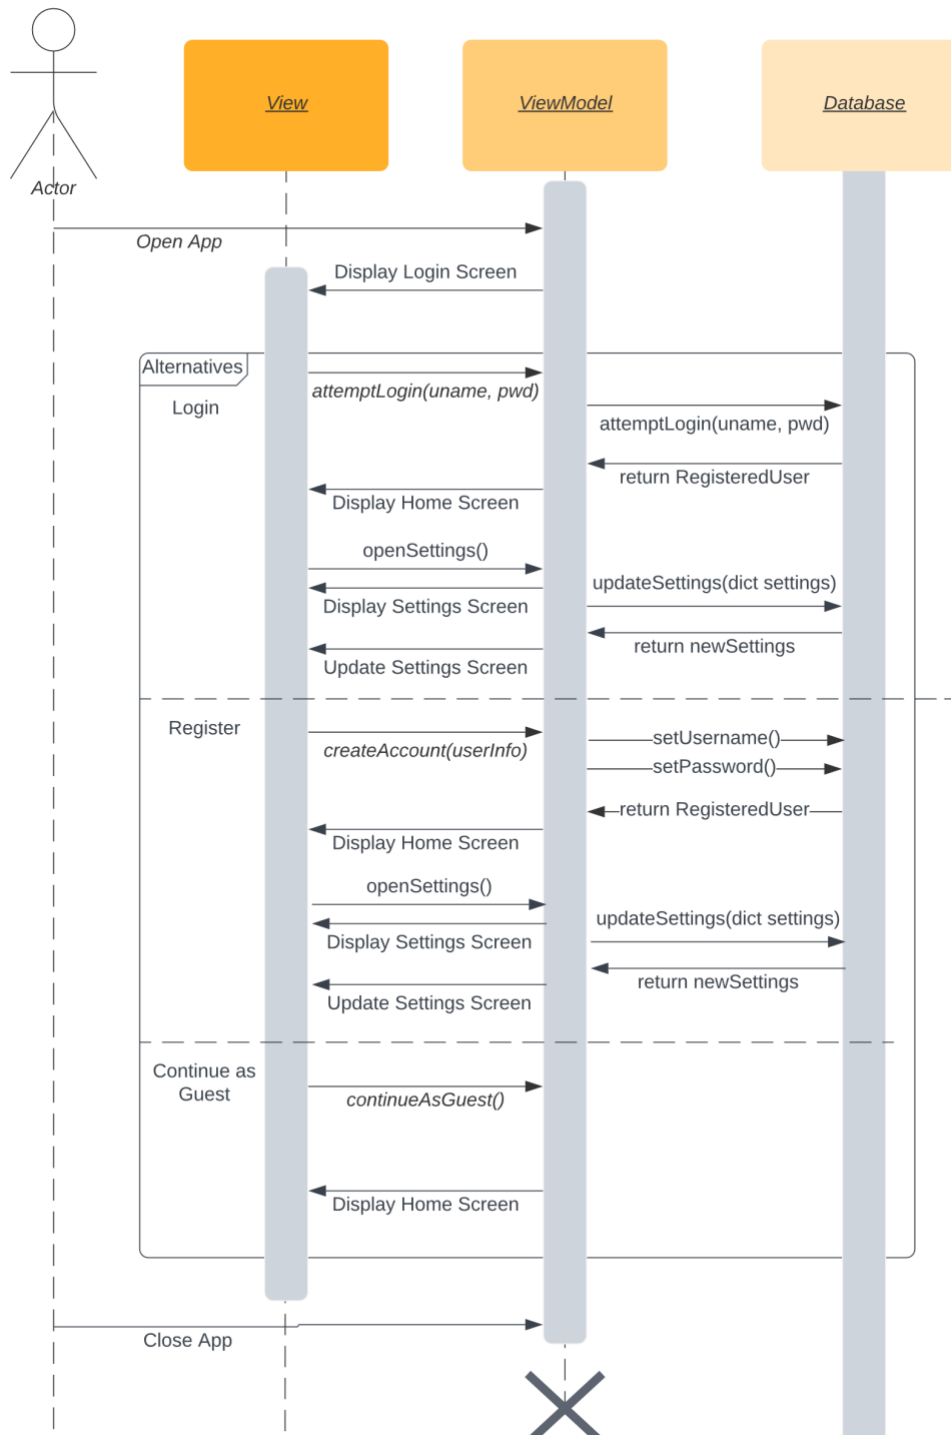 View
ViewModel
Database
Actor
Open App
Display Login Screen
Alternatives
Login
attemptLogin(uname, pwd)
attemptLogin(uname, pwd)
return RegisteredUser
Display Home Screen
openSettings()
updateSettings(dict settings)
Display Settings Screen
return newSettings
Update Settings Screen
Register
createAccount(userInfo)
setUsername()
setPassword()
return RegisteredUser
Display Home Screen
openSettings()
updateSettings(dict settings)
Display Settings Screen
return newSettings
Update Settings Screen
Continue as
Guest
continueAsGuest()
Display Home Screen
Close App